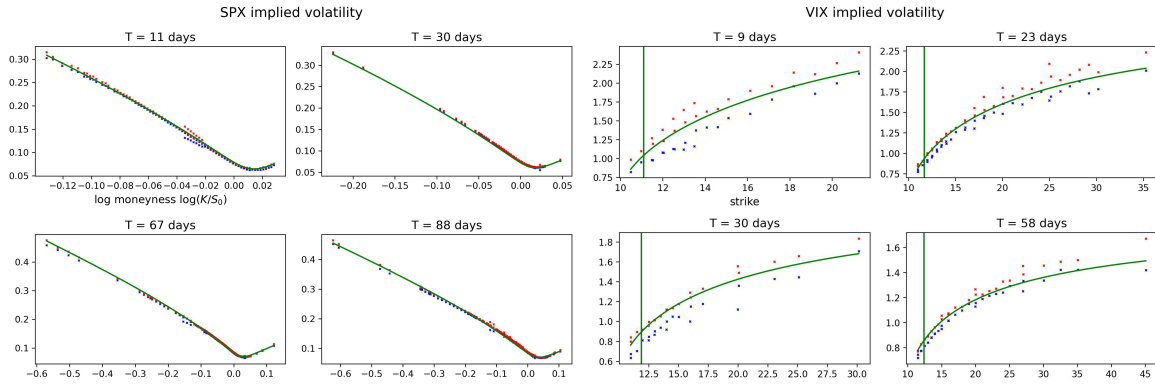 SPX implied volatility
VIX implied volatility
T = 11 days
T = 30 days
T = 9 days
T = 23 days
0.30
0.25
0.20
0.15
0.10
0.05
−0.12 −0.10 −0.08 −0.06 −0.04 −0.02 0.00 0.02
log moneyness log(K/S₀)
0.30
0.25
0.20
0.15
0.10
0.05
−0.20 −0.15 −0.10 −0.05 0.00 0.05
2.25
2.00
1.75
1.50
1.25
1.00
0.75
10 12 14 16 18 20
strike
2.25
2.00
1.75
1.50
1.25
1.00
0.75
10 15 20 25 30 35
T = 67 days
T = 88 days
T = 30 days
T = 58 days
0.4
0.3
0.2
0.1
−0.6 −0.5 −0.4 −0.3 −0.2 −0.1 0.0 0.1
0.4
0.3
0.2
0.1
−0.6 −0.5 −0.4 −0.3 −0.2 −0.1 0.0 0.1
1.8
1.6
1.4
1.2
1.0
0.8
0.6
12.5 15.0 17.5 20.0 22.5 25.0 27.5 30.0
1.6
1.4
1.2
1.0
0.8
10 15 20 25 30 35 40 45